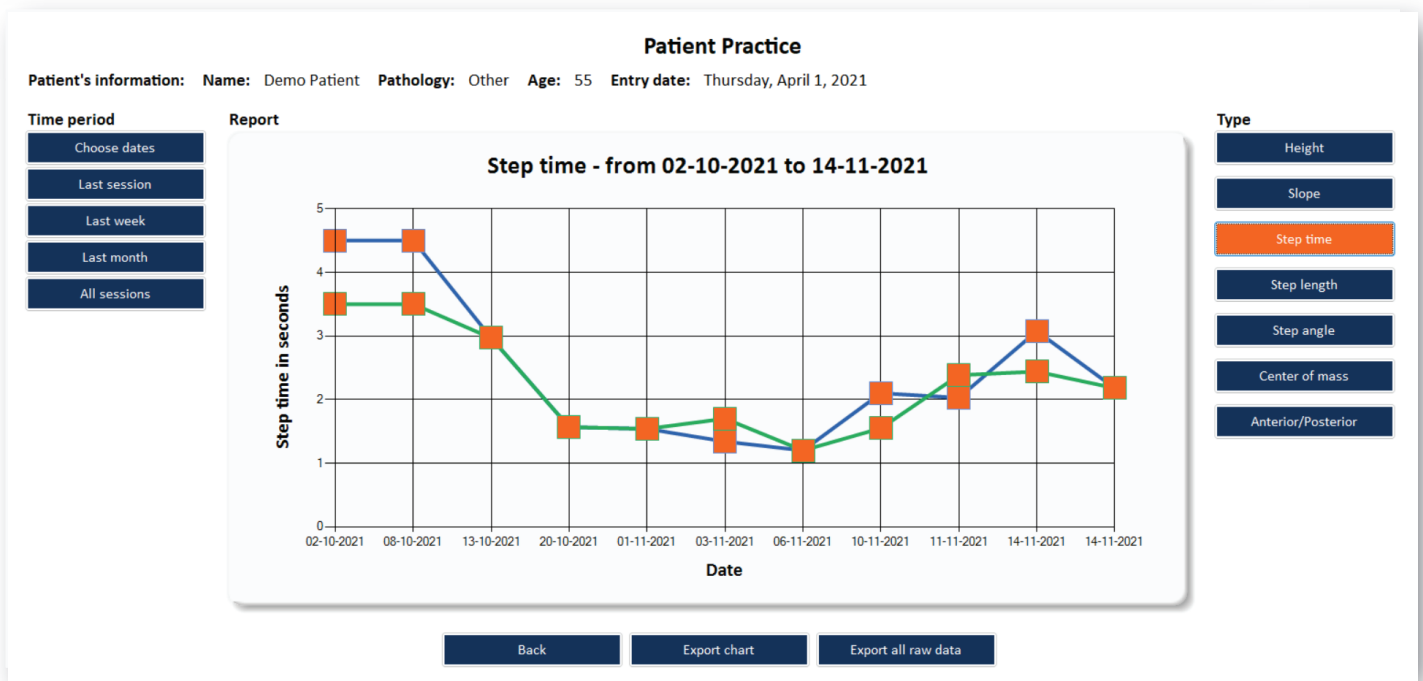 Patient Practice
Patient's information: Name: Demo Patient Pathology: Other Age: 55 Entry date: Thursday, April 1, 2021
Time period
Choose dates
Last session
Last week
Last month
All sessions
Report
Step time - from 02-10-2021 to 14-11-2021
Step time in seconds
5
4
3
2
1
0
02-10-2021 08-10-2021 13-10-2021 20-10-2021 01-11-2021 03-11-2021 06-11-2021 10-11-2021 11-11-2021 14-11-2021 14-11-2021
Date
Type
Height
Slope
Step time
Step length
Step angle
Center of mass
Anterior/Posterior
Back Export chart Export all raw data